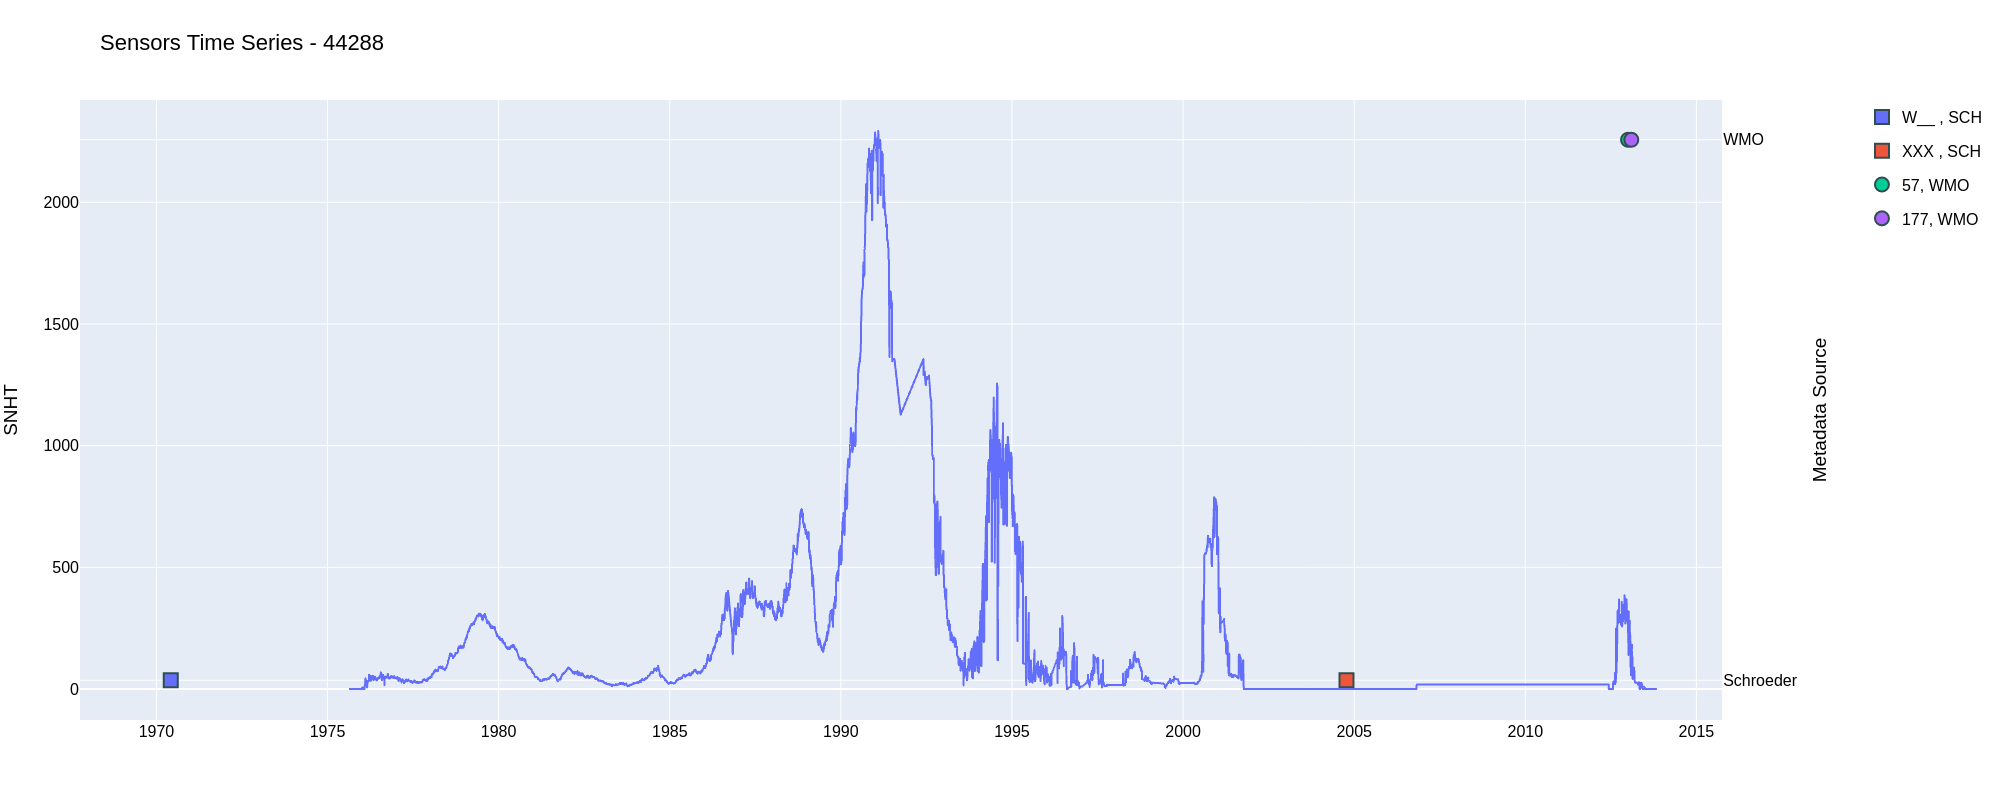 Sensors Time Series - 44288
SNHT
2000
1500
1000
500
0
1970 1975 1980 1985 1990 1995 2000 2005 2010 2015
WMO
Schroeder
Metadata Source
W__ , SCH
XXX , SCH
57, WMO
177, WMO